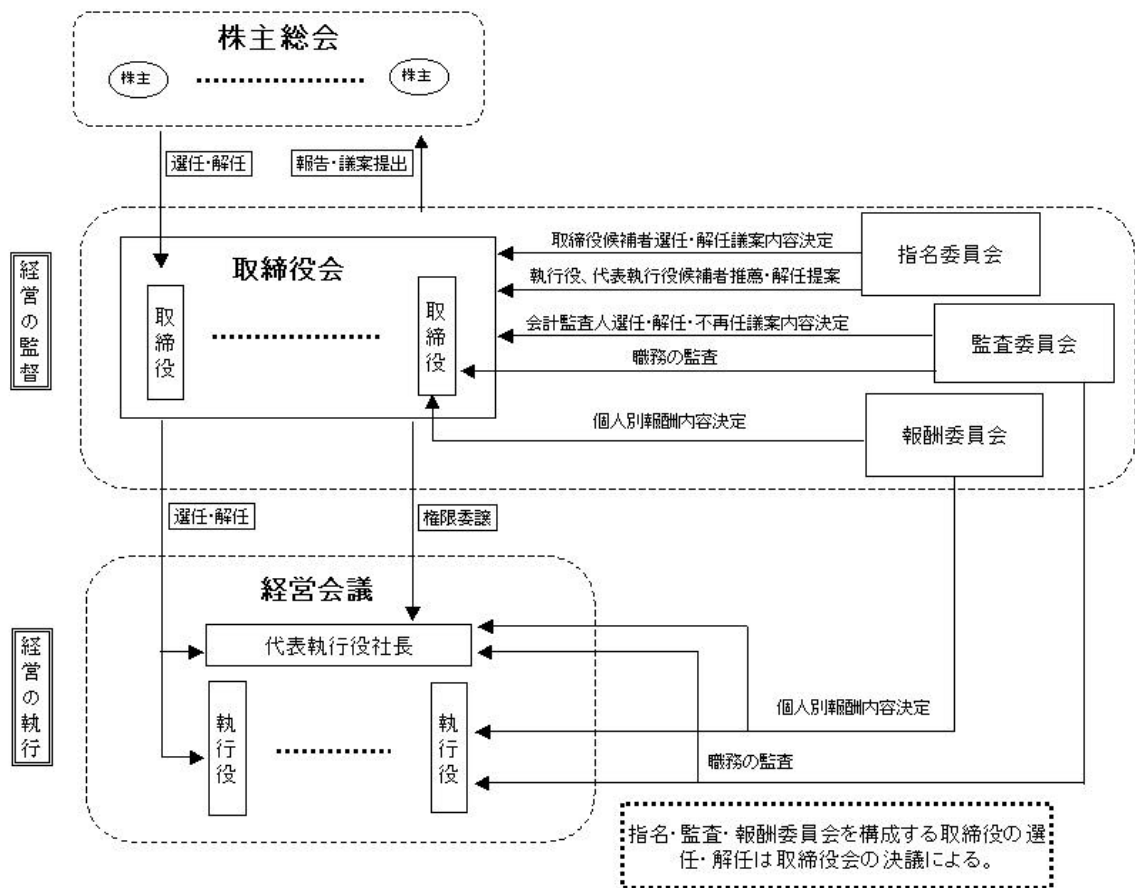 株主総会
株主
株主
選任・解任
報告・議案提出
経営の監督
取締役会
取締役
取締役
取締役候補者選任・解任議案内容決定
執行役、代表執行役候補者推薦・解任提案
会計監査人選任・解任・不再任議案内容決定
職務の監査
個人別報酬内容決定
指名委員会
監査委員会
報酬委員会
選任・解任
権限委譲
経営の執行
経営会議
代表執行役社長
執行役
執行役
個人別報酬内容決定
職務の監査
指名・監査・報酬委員会を構成する取締役の選
任・解任は取締役会の決議による。